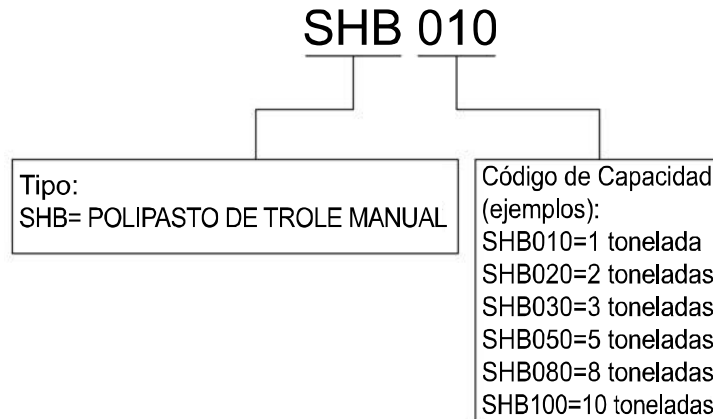 SHB 010
Tipo:
SHB= POLIPASTO DE TROLE MANUAL
Código de Capacidad
(ejemplos):
SHB010=1 tonelada
SHB020=2 toneladas
SHB030=3 toneladas
SHB050=5 toneladas
SHB080=8 toneladas
SHB100=10 toneladas